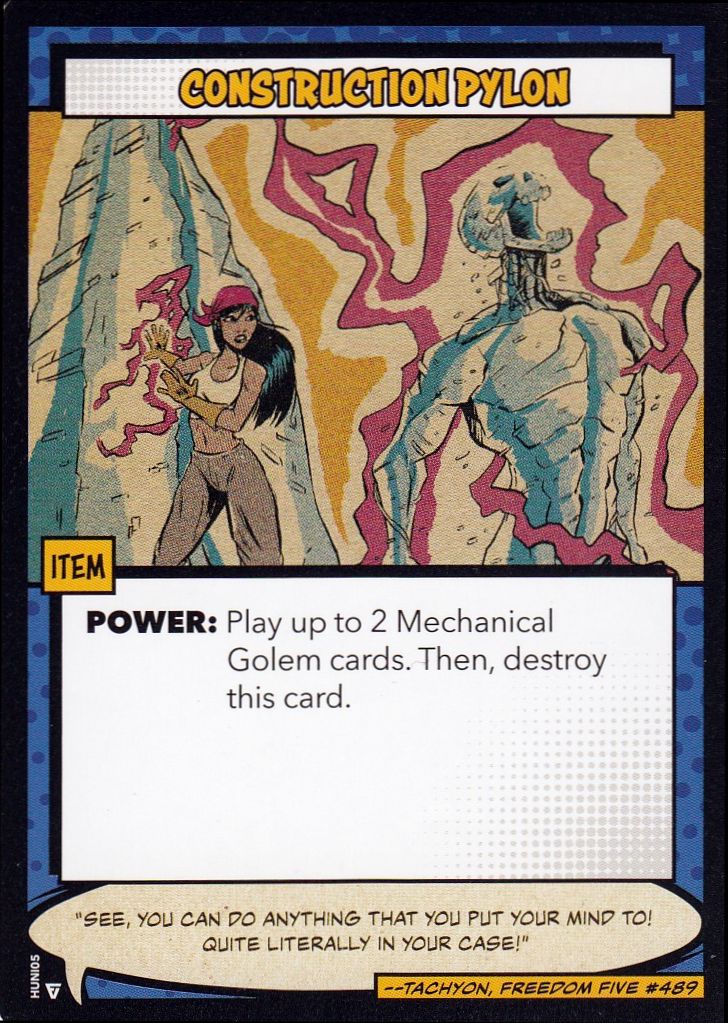 CONSTRUCTION PYLON
ITEM
POWER: Play up to 2 Mechanical
Golem cards. Then, destroy
this card.
"SEE, YOU CAN DO ANYTHING THAT YOU PUT YOUR MIND TO!
QUITE LITERALLY IN YOUR CASE!"
--TACHYON, FREEDOM FIVE #489
HUNI05